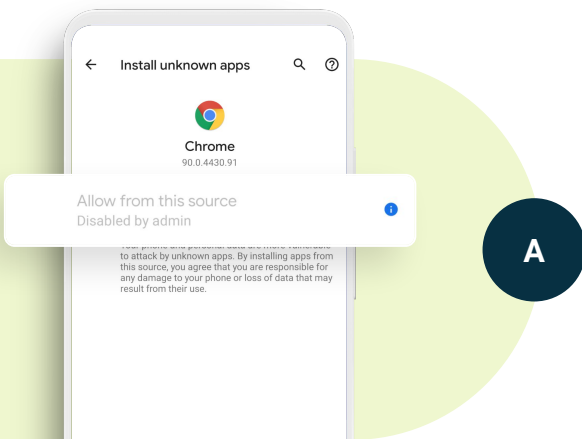 Install unknown apps
Chrome
90.0.4430.91
Allow from this source
Disabled by admin
Your phone and personal data are more vulnerable
to attack by unknown apps. By installing apps from
this source, you agree that you are responsible for
any damage to your phone or loss of data that may
result from their use.
A